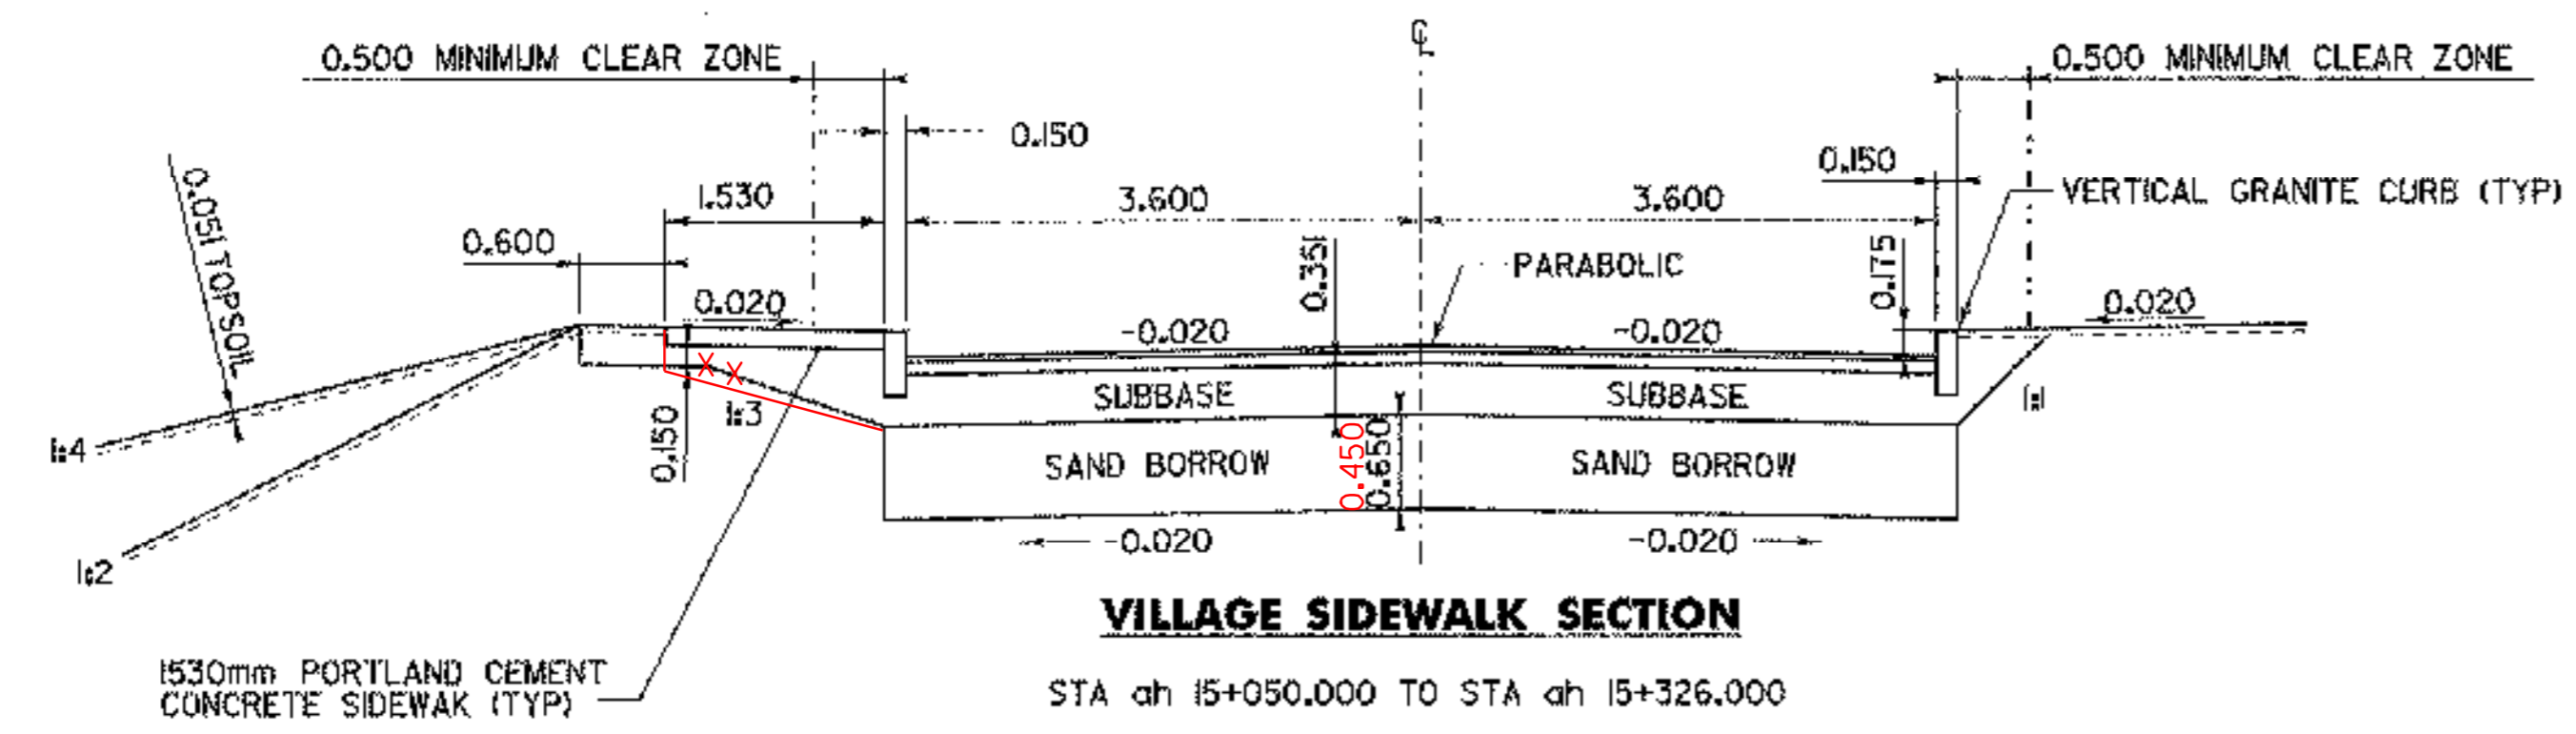 ℄
0.500 MINIMUM CLEAR ZONE
0.500 MINIMUM CLEAR ZONE
0.150
0.150
1.530
3.600
3.600
VERTICAL GRANITE CURB (TYP)
0.051 TOPSOIL
0.600
0.351
PARABOLIC
0.175
0.020
-0.020
-0.020
0.020
X X
1:3
SUBBASE
SUBBASE
1:1
1:4
0.150
SAND BORROW
0.450
0.650
SAND BORROW
1:2
-0.020
-0.020
VILLAGE SIDEWALK SECTION
1530mm PORTLAND CEMENT
CONCRETE SIDEWAK (TYP)
STA ah 15+050.000 TO STA ah 15+326.000